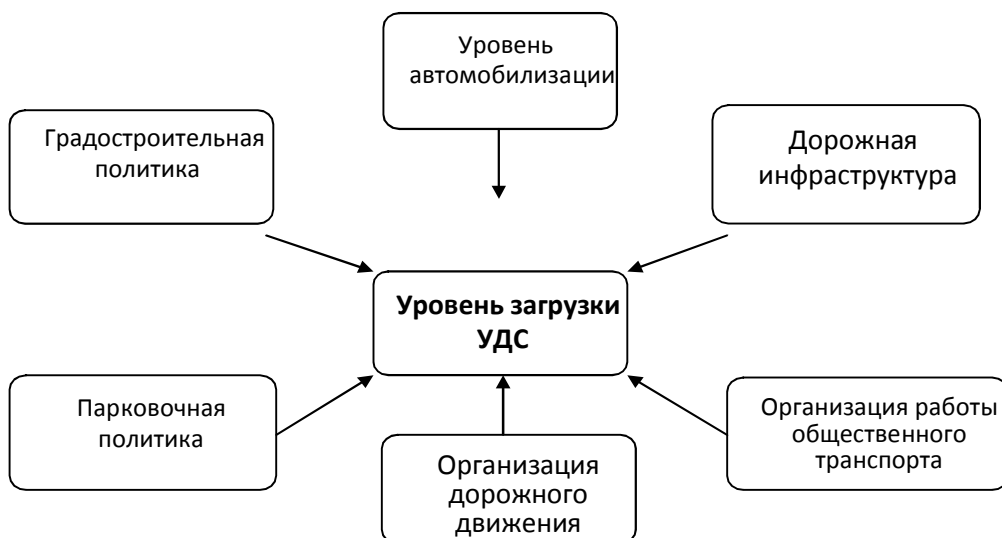 Уровень
автомобилизации
Градостроительная
политика
Дорожная
инфраструктура
Уровень загрузки
УДС
Парковочная
политика
Организация
дорожного
движения
Организация работы
общественного
транспорта